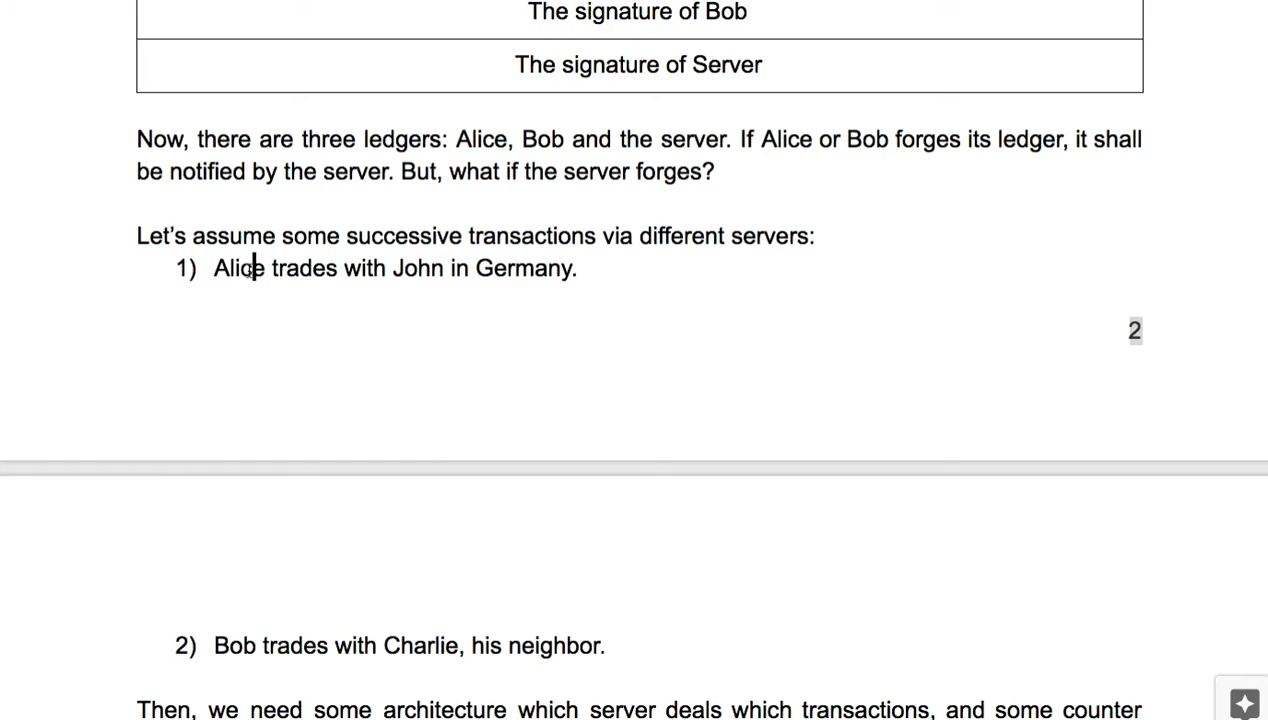 The signature of Bob
The signature of Server
Now, there are three ledgers: Alice, Bob and the server. If Alice or Bob forges its ledger, it shall
be notified by the server. But, what if the server forges?
Let’s assume some successive transactions via different servers:
1) Alice trades with John in Germany.
2
2) Bob trades with Charlie, his neighbor.
Then, we need some architecture which server deals which transactions, and some counter